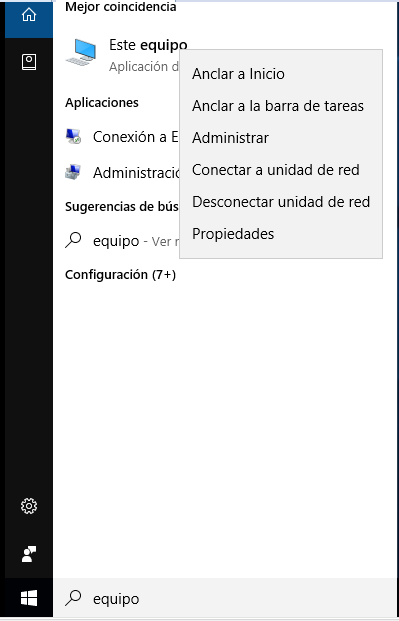 Mejor coincidencia
Este equipo
Aplicación d
Anclar a Inicio
Anclar a la barra de tareas
Administrar
Conectar a unidad de red
Desconectar unidad de red
Propiedades
Aplicaciones
Conexión a E
Administració
Sugerencias de bús
equipo - Ver r
Configuración (7+)
equipo